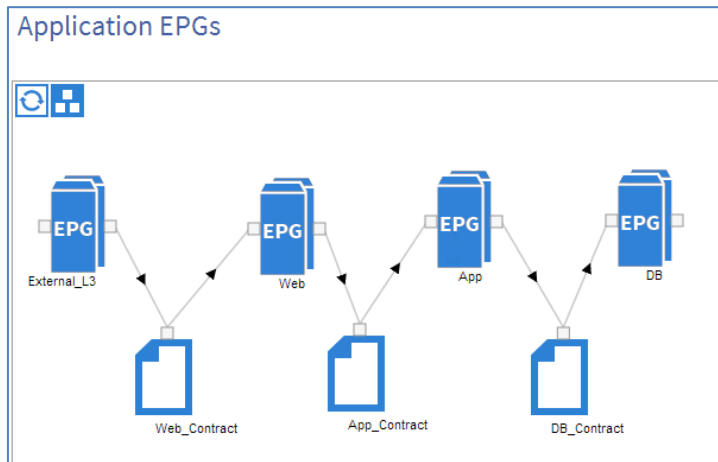 Application EPGs
EPG
EPG
EPG
EPG
External_L3
Web
App
DB
Web_Contract
App_Contract
DB_Contract